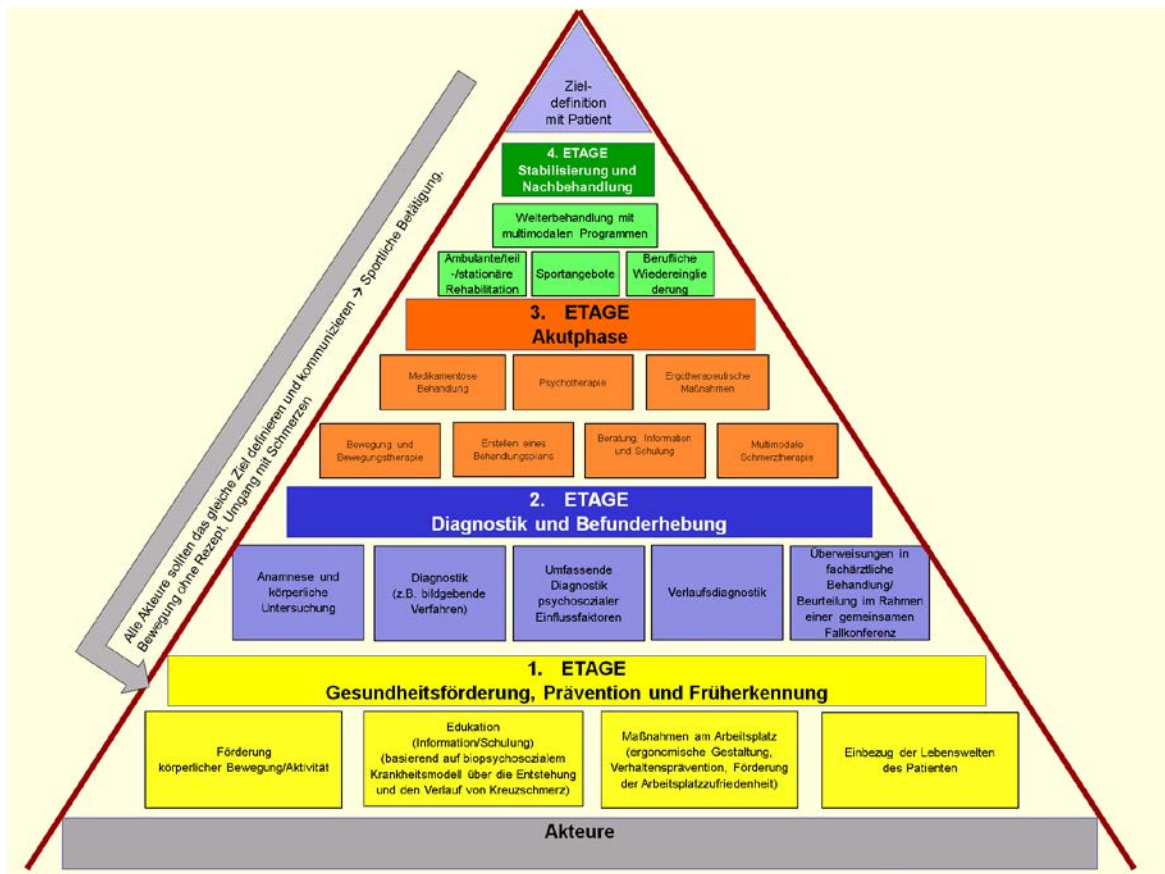 Ziel-
definition
mit Patient
4. ETAGE
Stabilisierung und
Nachbehandlung
Weiterbehandlung mit
multimodalen Programmen
Ambulante/teil
-/stationäre
Rehabilitation
Sportangebote
Berufliche
Wiedereinglie
derung
3. ETAGE
Akutphase
Medikamentöse
Behandlung
Psychotherapie
Ergotherapeutische
Maßnahmen
Bewegung und
Bewegungstherapie
Erstellen eines
Behandlungsplans
Beratung, Information
und Schulung
Multimodale
Schmerztherapie
2. ETAGE
Diagnostik und Befunderhebung
Anamnese und
körperliche
Untersuchung
Diagnostik
(z.B. bildgebende
Verfahren)
Umfassende
Diagnostik
psychosozialer
Einflussfaktoren
Verlaufsdiagnostik
Überweisungen in
fachärztliche
Behandlung/
Beurteilung im Rahmen
einer gemeinsamen
Fallkonferenz
1. ETAGE
Gesundheitsförderung, Prävention und Früherkennung
Förderung
körperlicher Bewegung/Aktivität
Edukation
(Information/Schulung)
(basierend auf biopsychosozialem
Krankheitsmodell über die Entstehung
und den Verlauf von Kreuzschmerz)
Maßnahmen am Arbeitsplatz
(ergonomische Gestaltung,
Verhaltensprävention, Förderung
der Arbeitsplatzzufriedenheit)
Einbezug der Lebenswelten
des Patienten
Akteure
Alle Akteure sollten das gleiche Ziel definieren und kommunizieren → Sportliche Betätigung,
Bewegung ohne Rezept, Umgang mit Schmerzen